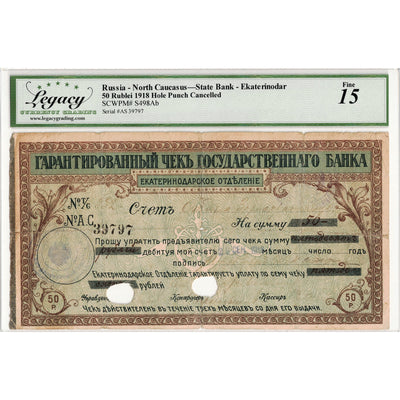 Legacy
CURRENCY GRADING
www.legacygrading.com
Russia - North Caucasus—State Bank - Ekaterinodar
50 Rublei 1918 Hole Punch Cancelled
SCWPM# S498Ab
Serial#AS 39797
Fine
15
ГАРАНТИРОВАННЫЙ ЧЕКЪ ГОСУДАРСТВЕННАГО БАНКА
ЕКАТЕРИНОДАРСКОЕ ОТДѢЛЕНІЕ
№ Т/С
Счетъ
№ А.С. 39797
На сумму 50
Прошу уплатить предъявителю сего чека сумму пятьдесятъ
рублей дебитуя мой счетъ мѣсяцъ число годъ
подпись
Екатеринодарское Отдѣленіе гарантируетъ уплату по сему чеку
рублей
Управляющій Контролеръ Кассиръ
50 Р.
50 Р.
Чекъ дѣйствителенъ въ теченіе трехъ мѣсяцевъ со дня его выдачи.